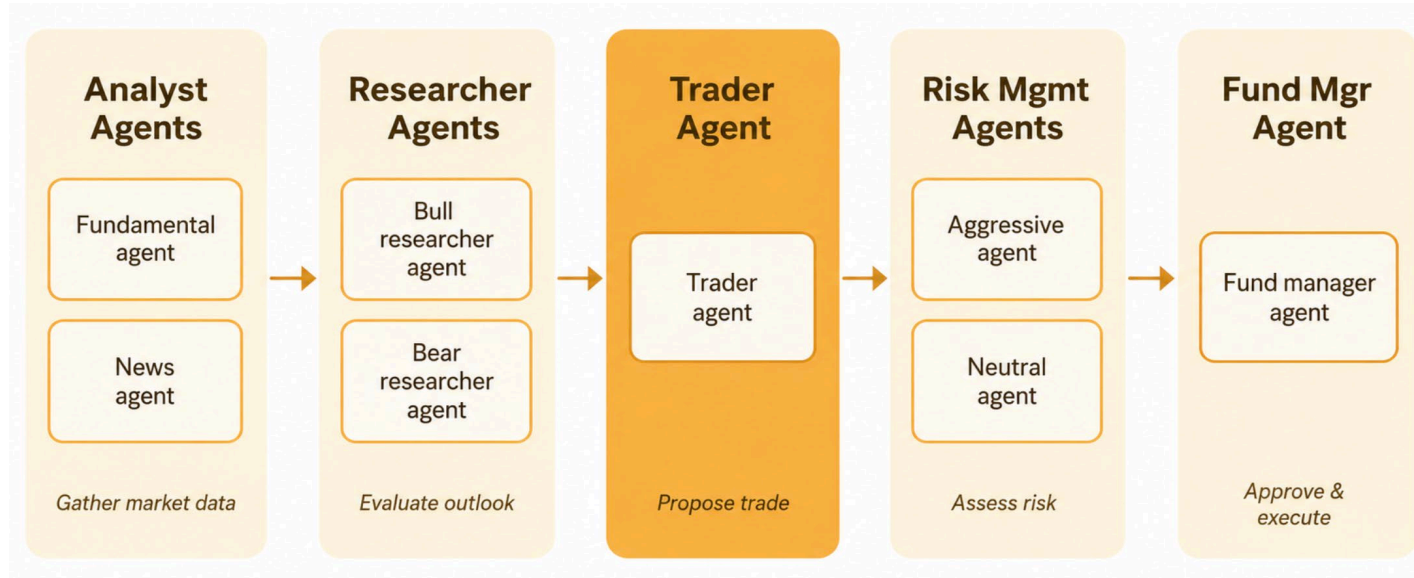 Analyst
Agents
Fundamental
agent
News
agent
Gather market data
Researcher
Agents
Bull
researcher
agent
Bear
researcher
agent
Evaluate outlook
Trader
Agent
Trader
agent
Propose trade
Risk Mgmt
Agents
Aggressive
agent
Neutral
agent
Assess risk
Fund Mgr
Agent
Fund manager
agent
Approve &
execute